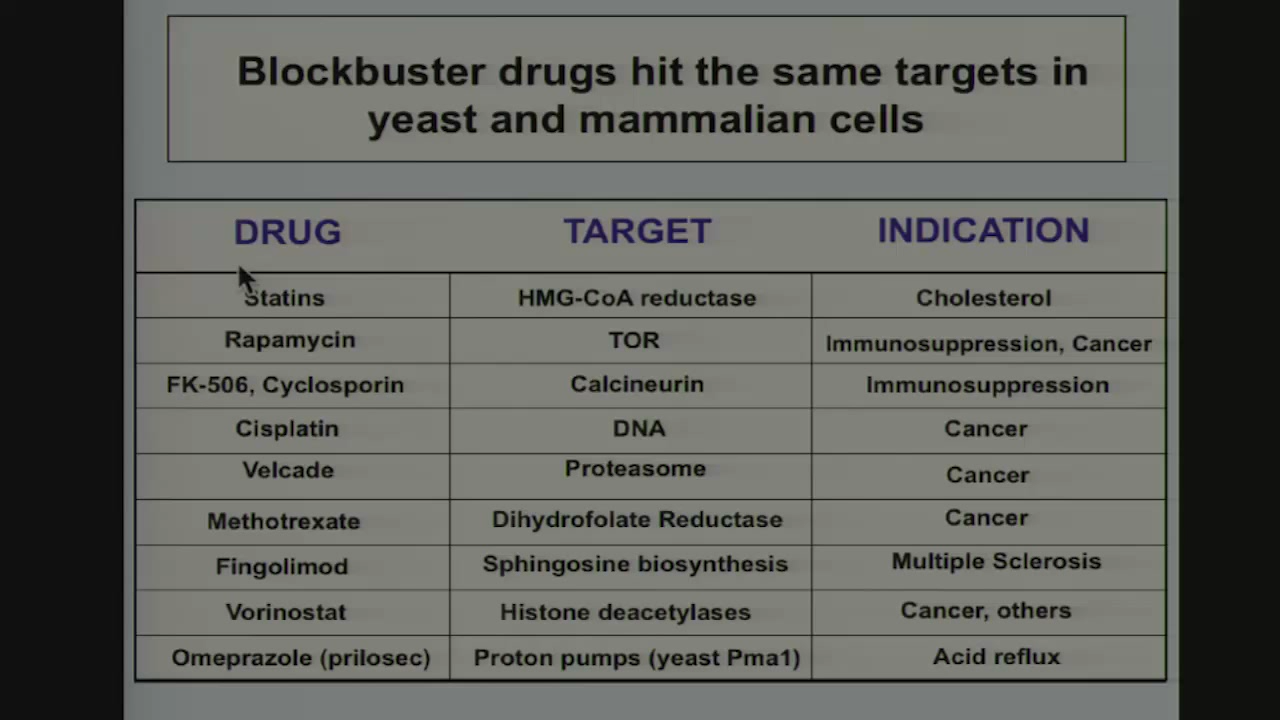 Blockbuster drugs hit the same targets in
yeast and mammalian cells
DRUG TARGET INDICATION
Statins HMG-CoA reductase Cholesterol
Rapamycin TOR Immunosuppression, Cancer
FK-506, Cyclosporin Calcineurin Immunosuppression
Cisplatin DNA Cancer
Velcade Proteasome Cancer
Methotrexate Dihydrofolate Reductase Cancer
Fingolimod Sphingosine biosynthesis Multiple Sclerosis
Vorinostat Histone deacetylases Cancer, others
Omeprazole (prilosec) Proton pumps (yeast Pma1) Acid reflux